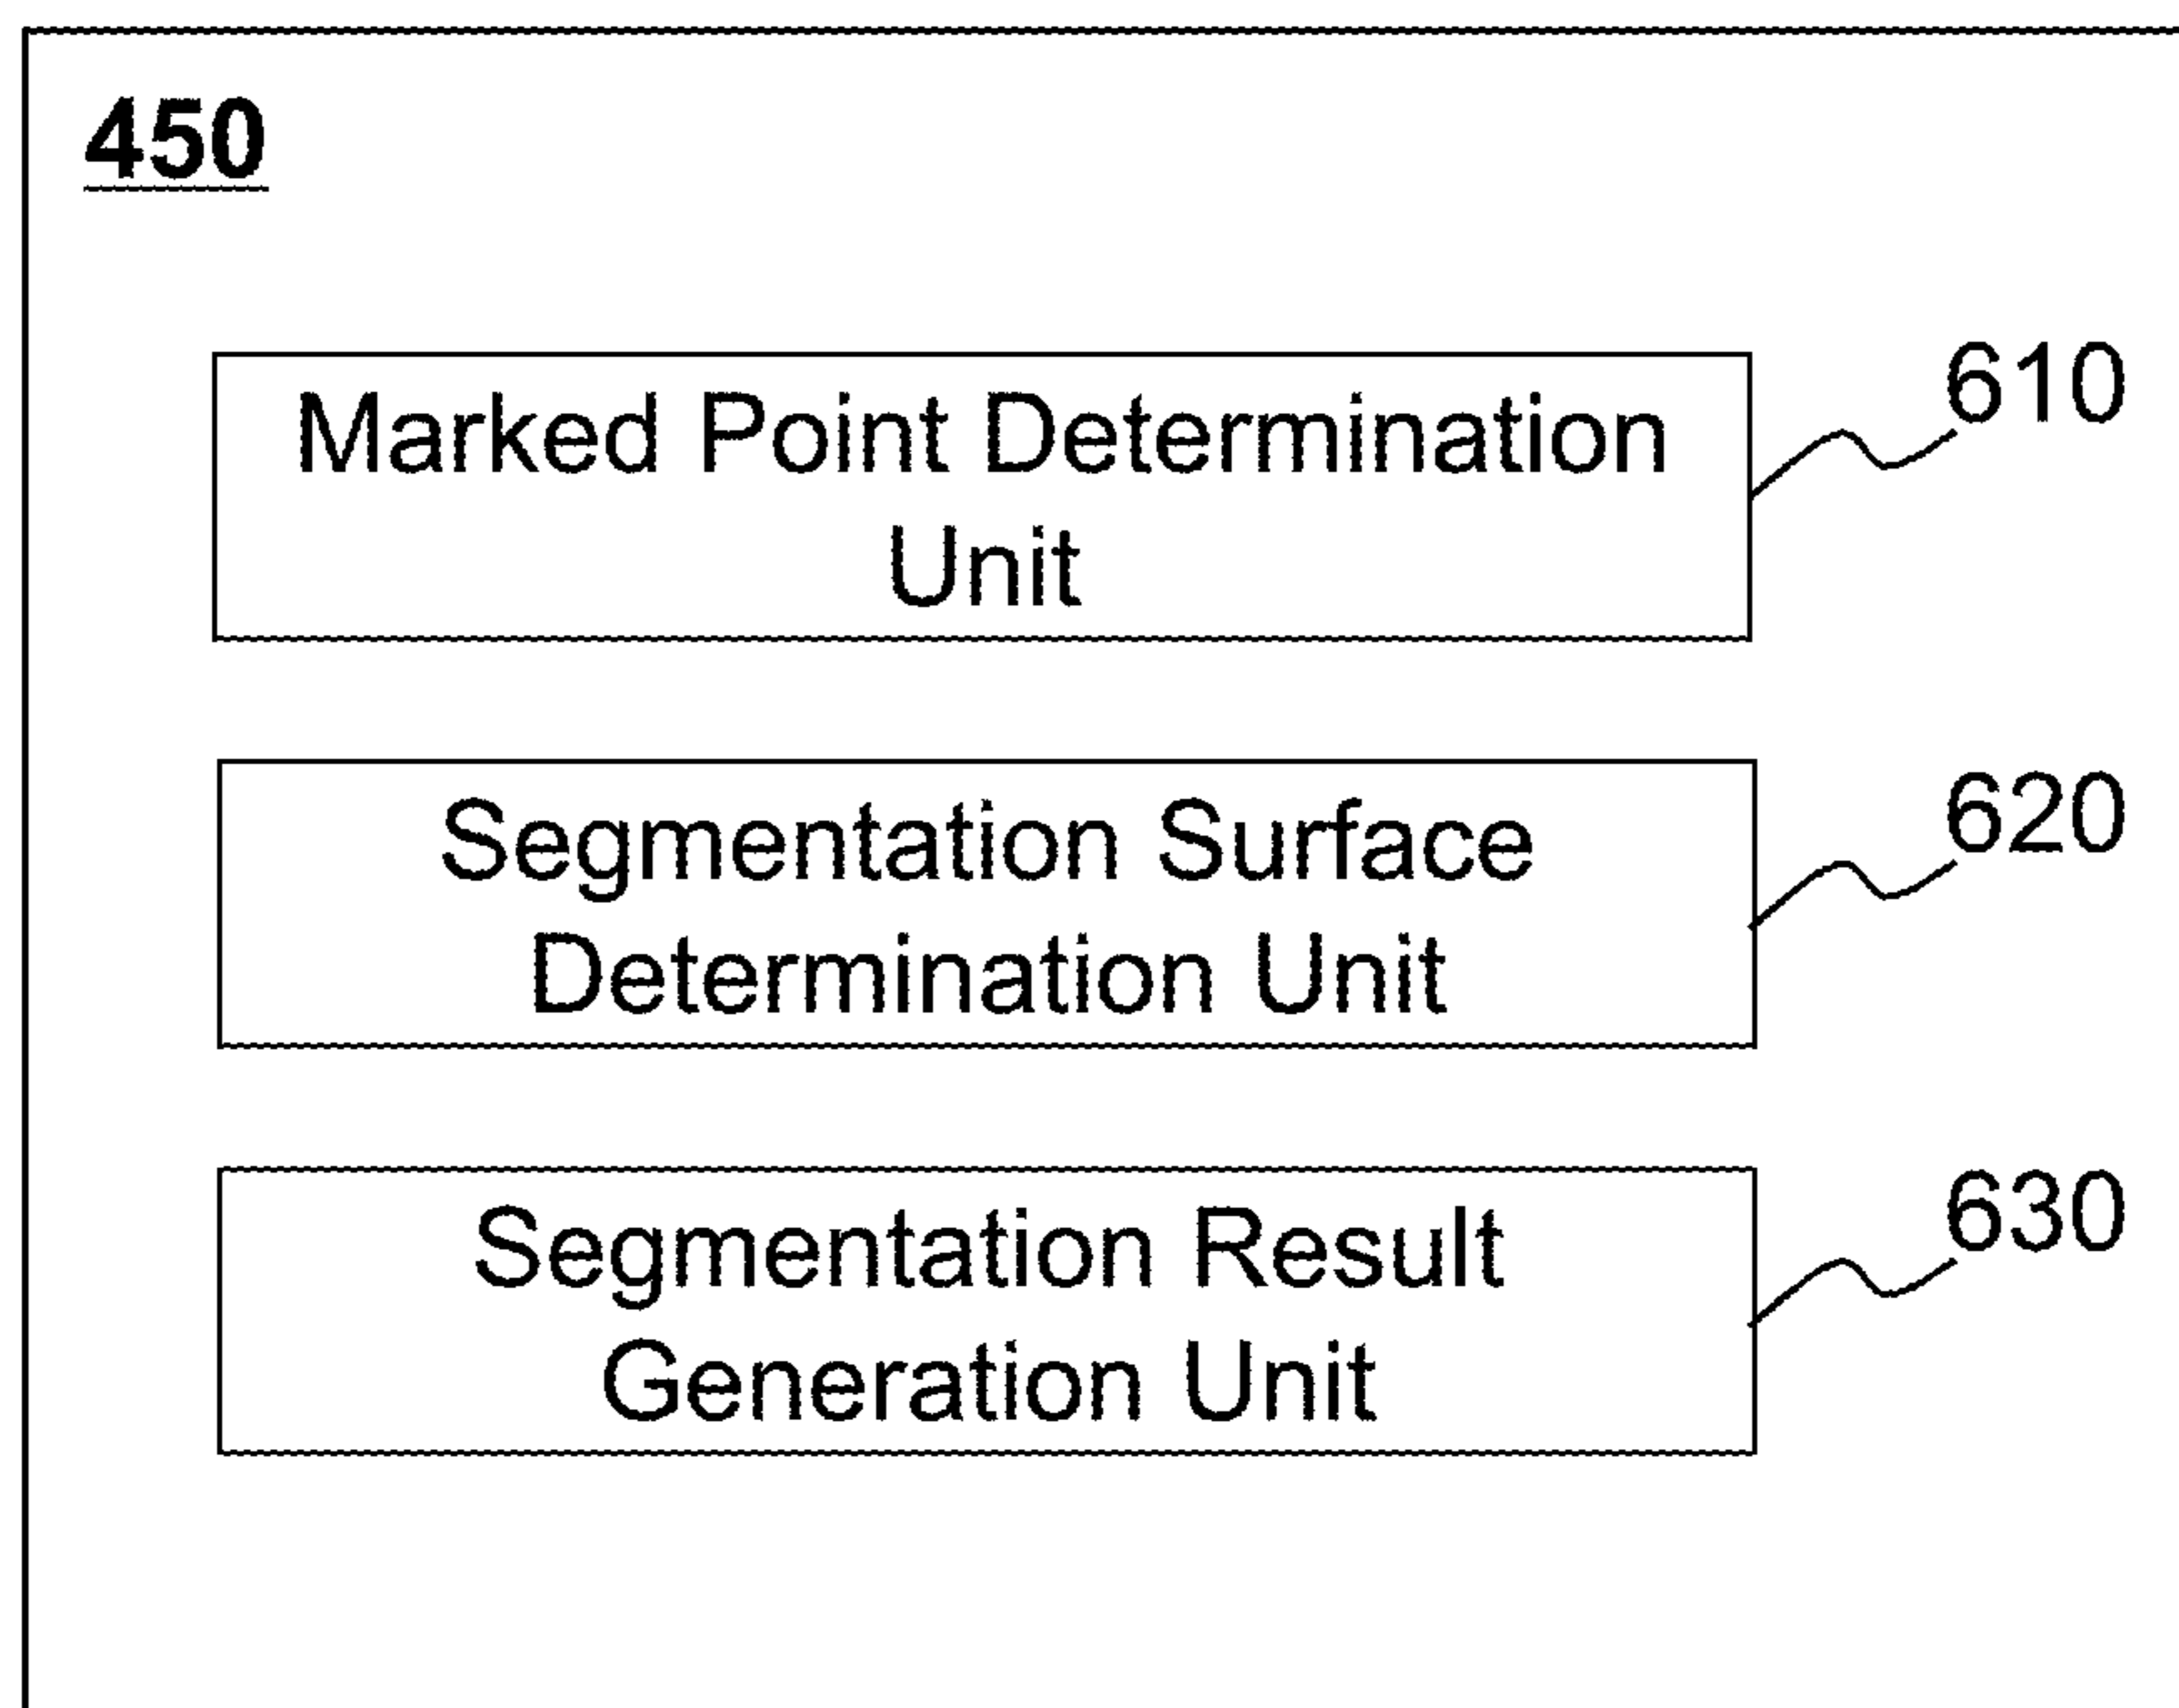 450
Marked Point Determination
Unit
610
Segmentation Surface
Determination Unit
620
Segmentation Result
Generation Unit
630